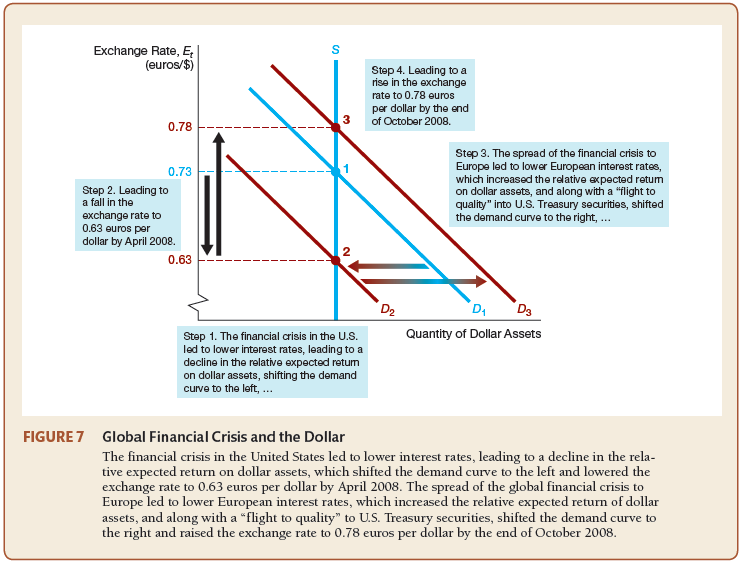 Exchange Rate, Et
(euros/$)
S
Step 4. Leading to a
rise in the exchange
rate to 0.78 euros
per dollar by the end
of October 2008.
0.78
3
Step 3. The spread of the financial crisis to
Europe led to lower European interest rates,
which increased the relative expected return
on dollar assets, and along with a “flight to
quality” into U.S. Treasury securities, shifted
the demand curve to the right, ...
0.73
1
Step 2. Leading to
a fall in the
exchange rate to
0.63 euros per
dollar by April 2008.
0.63
2
D2
D1
D3
Quantity of Dollar Assets
Step 1. The financial crisis in the U.S.
led to lower interest rates, leading to a
decline in the relative expected return
on dollar assets, shifting the demand
curve to the left, ...
FIGURE 7 Global Financial Crisis and the Dollar
The financial crisis in the United States led to lower interest rates, leading to a decline in the rela-
tive expected return on dollar assets, which shifted the demand curve to the left and lowered the
exchange rate to 0.63 euros per dollar by April 2008. The spread of the global financial crisis to
Europe led to lower European interest rates, which increased the relative expected return of dollar
assets, and along with a “flight to quality” to U.S. Treasury securities, shifted the demand curve to
the right and raised the exchange rate to 0.78 euros per dollar by the end of October 2008.